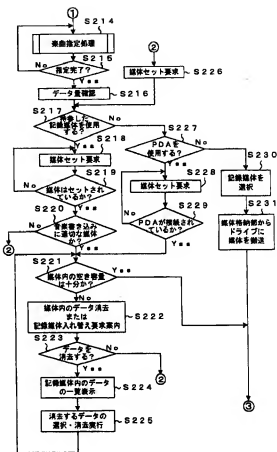 ①
S214
楽曲指定処理
S215
No
指定完了?
Yes
データ量確認
S216
②
媒体セット要求
S226
S217
持参した
記録媒体を使用
する?
No
S227
Yes
S218
媒体セット要求
PDAを
使用する?
No
S230
Yes
S228
記録媒体を
選択
S219
No
媒体はセットされ
ているか?
Yes
媒体セット要求
S229
S231
S220
No
音楽書き込み
に適切な媒体
か?
②
Yes
No
PDAが接続され
ているか?
Yes
媒体待機部から
ドライブに
媒体を搬送
S221
媒体内の空き容量
は十分か?
Yes
No
媒体内のデータ消去
または
記録媒体入れ替え要求案内
S222
S223
データを
消去する?
No
②
Yes
③
記録媒体内のデータ
の一覧表示
S224
消去するデータの
選択・消去実行
S225